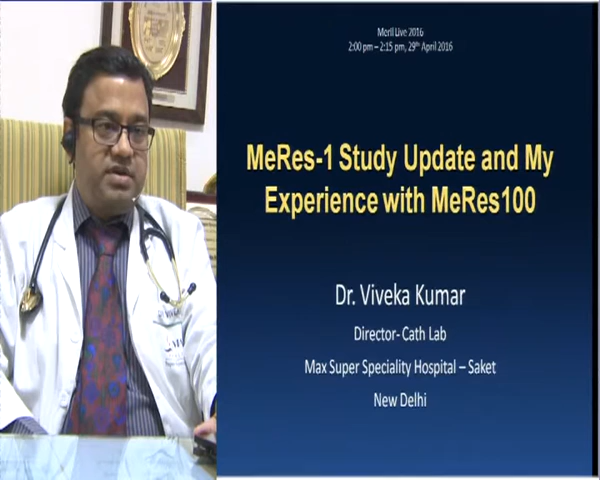 Meril Live 2016
2:00 pm – 2:15 pm, 29th April 2016
MeRes-1 Study Update and My
Experience with MeRes100
Dr. Viveka Kumar
Director- Cath Lab
Max Super Speciality Hospital – Saket
New Delhi